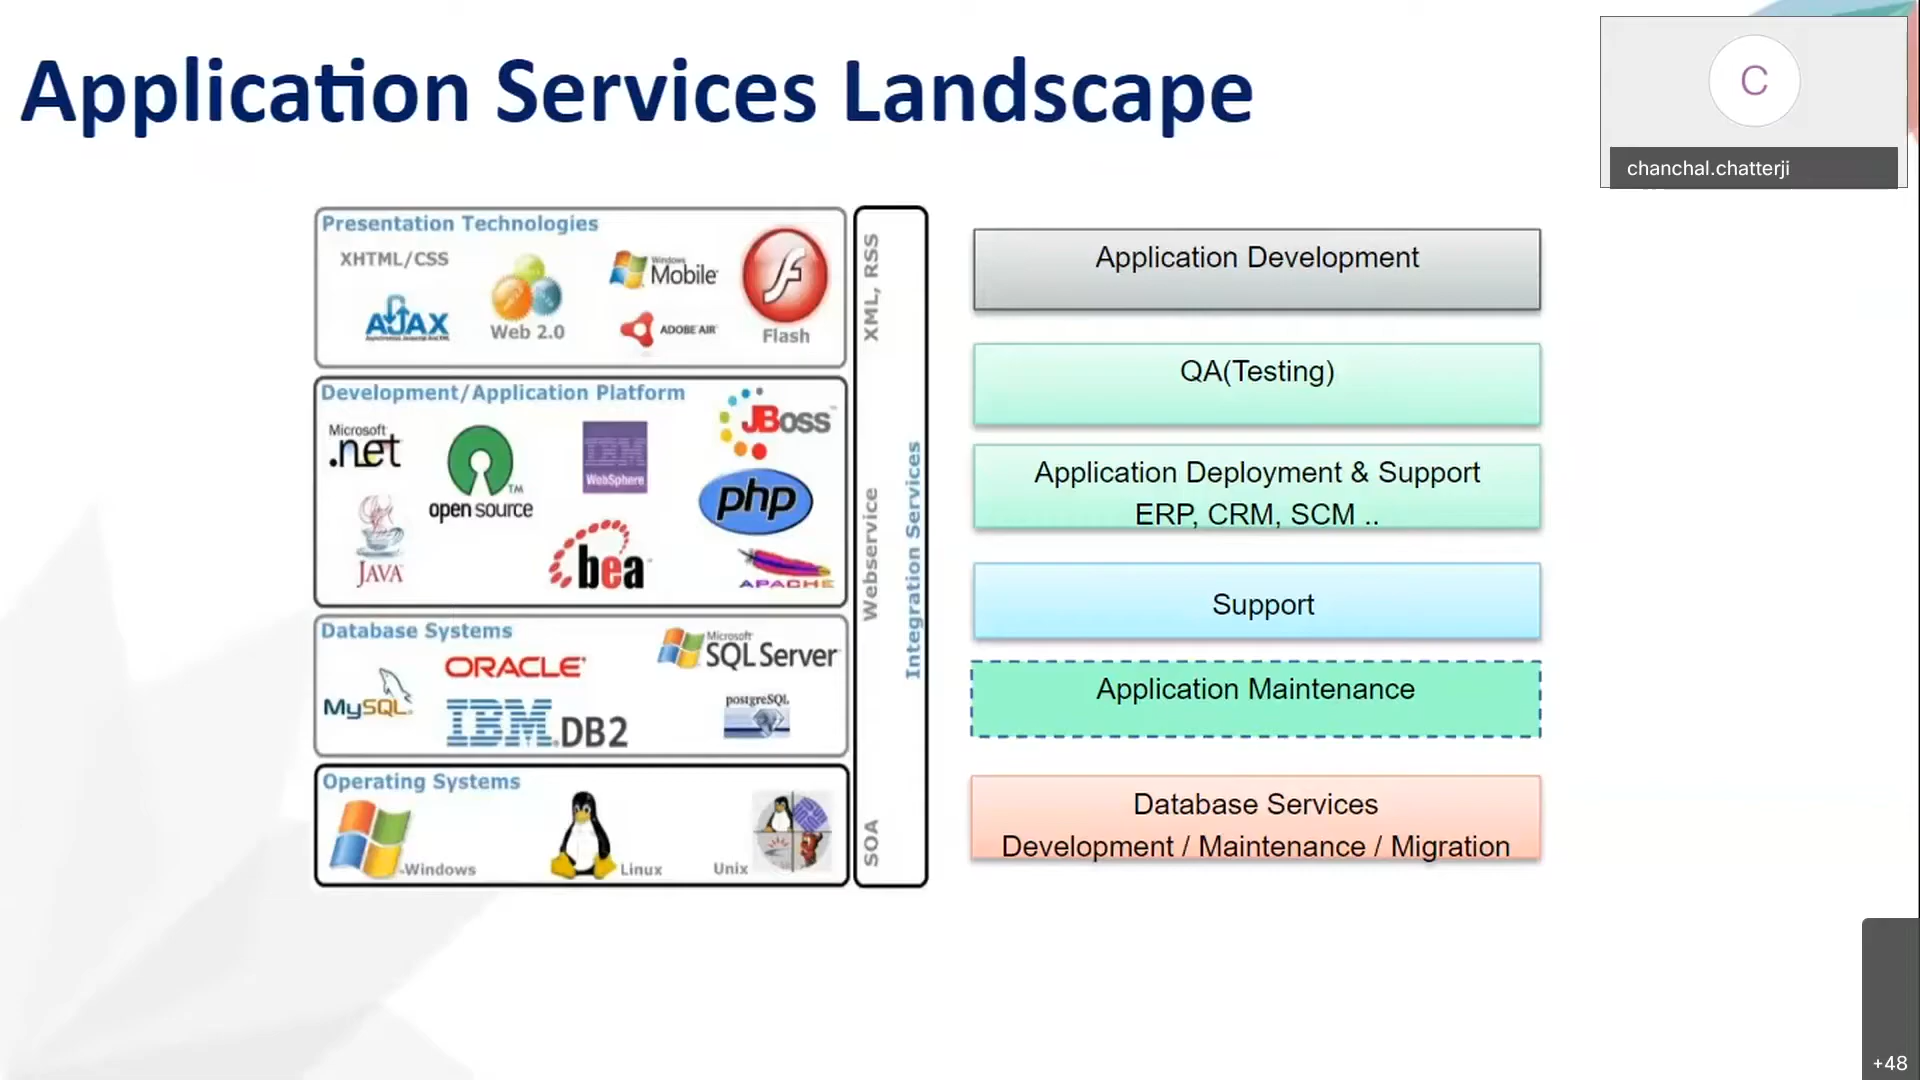 Application Services Landscape
C
chanchal.chatterji
Presentation Technologies
XHTML/CSS
AJAX
Web 2.0
Windows
Mobile
ADOBE AIR
Flash
Development/Application Platform
Microsoft
.net
open source
TM
IBM
WebSphere
JBoss
php
JAVA
bea
APACHE
Database Systems
MySQL
ORACLE
IBM DB2
Microsoft
SQL Server
postgreSQL
Operating Systems
Windows
Linux
Unix
XML, RSS
Webservice
SOA
Integration Services
Application Development
QA(Testing)
Application Deployment & Support
ERP, CRM, SCM ..
Support
Application Maintenance
Database Services
Development / Maintenance / Migration
+48